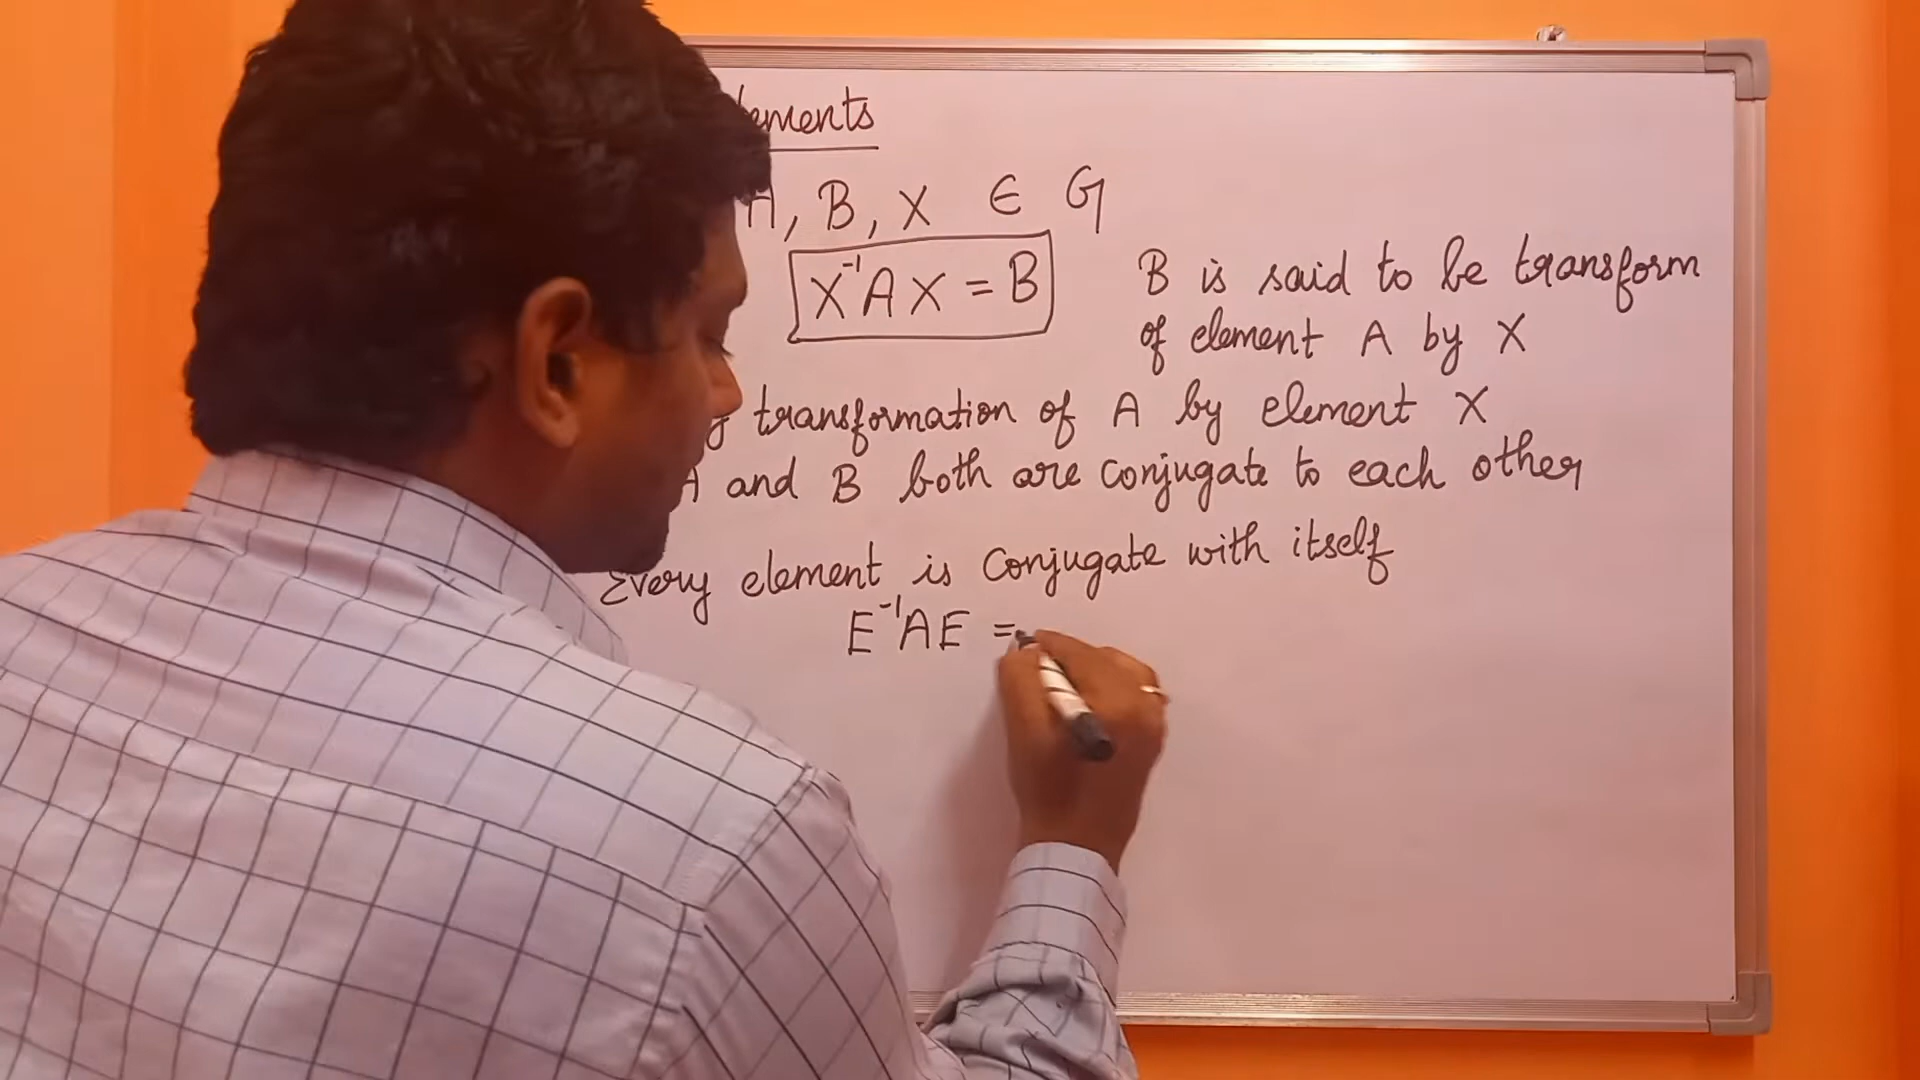 A, B, X ∈ G
X⁻¹AX = B
B is said to be transform
of element A by X
transformation of A by element X
A and B both are conjugate to each other
Every element is conjugate with itself
E⁻¹AE =